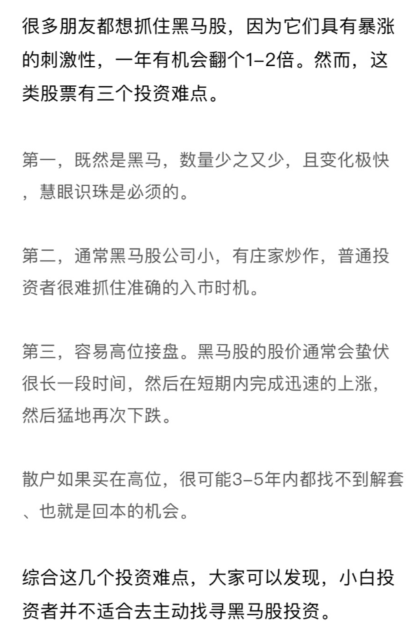 很多朋友都想抓住黑马股，因为它们具有暴涨
的刺激性，一年有机会翻个1-2倍。然而，这
类股票有三个投资难点。
第一，既然是黑马，数量少之又少，且变化极快
，慧眼识珠是必须的。
第二，通常黑马股公司小，有庄家炒作，普通投
资者很难抓住准确的入市时机。
第三，容易高位接盘。黑马股的股价通常会蛰伏
很长一段时间，然后在短期内完成迅速的上涨，
然后猛地再次下跌。
散户如果买在高位，很可能3-5年内都找不到解套
、也就是回本的机会。
综合这几个投资难点，大家可以发现，小白投
资者并不适合去主动找寻黑马股投资。